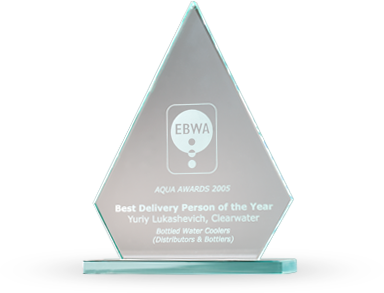 EBWA
AQUA AWARDS 2005
Best Delivery Person of the Year
Yuriy Lukashevich, Clearwater
Bottled Water Coolers
(Distributors & Bottlers)